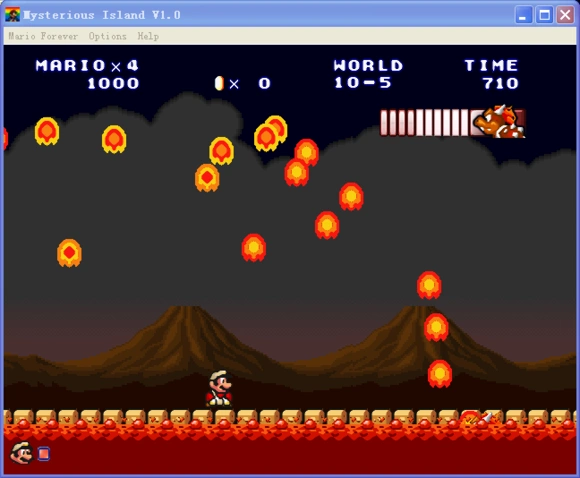 Mysterious Island V1.0
Mario Forever Options Help
MARIO × 4 WORLD TIME
1000 × 0 10-5 710